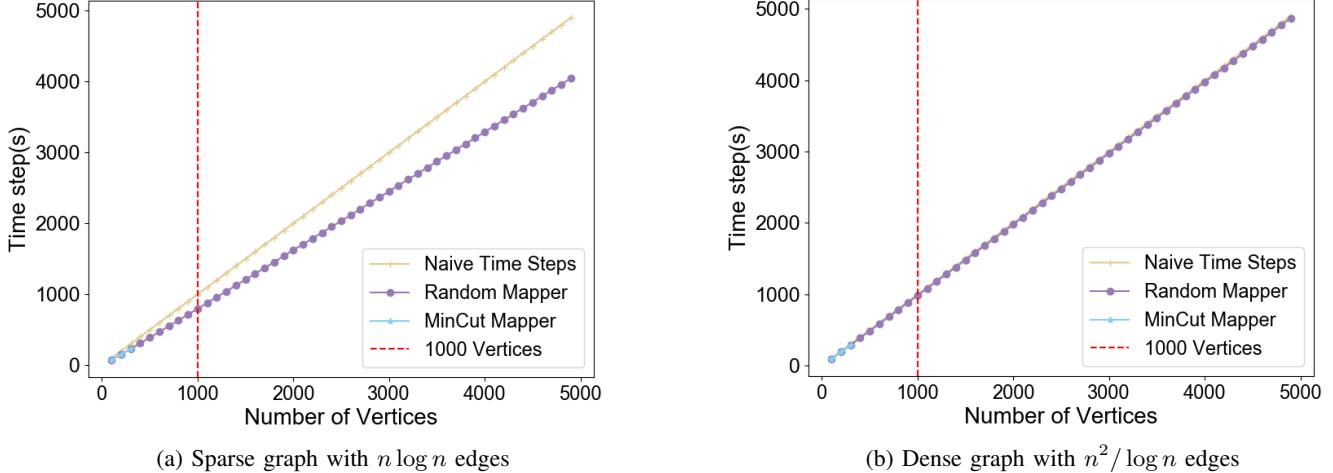 5000
4000
3000
2000
1000
0
Time step(s)
Naive Time Steps
Random Mapper
MinCut Mapper
1000 Vertices
0 1000 2000 3000 4000 5000
Number of Vertices
(a) Sparse graph with n log n edges
5000
4000
3000
2000
1000
0
Time step(s)
Naive Time Steps
Random Mapper
MinCut Mapper
1000 Vertices
0 1000 2000 3000 4000 5000
Number of Vertices
(b) Dense graph with n²/ log n edges